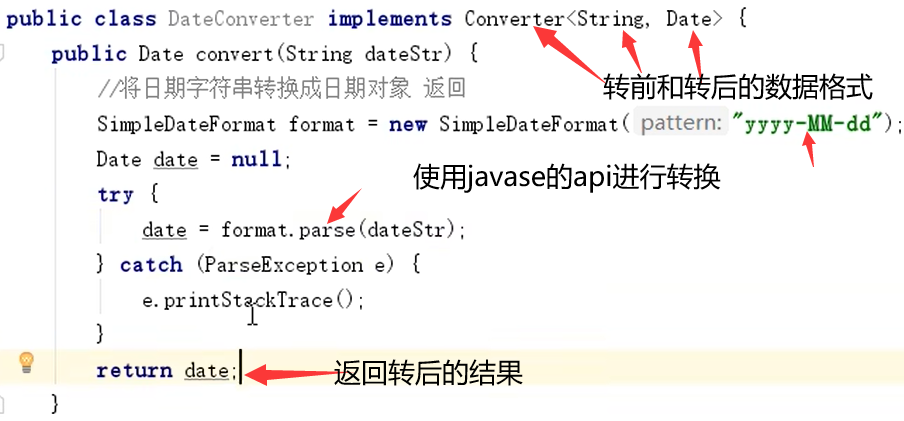 public class DateConverter implements Converter<String, Date> {
public Date convert(String dateStr) {
//将日期字符串转换成日期对象 返回
转前和转后的数据格式
SimpleDateFormat format = new SimpleDateFormat( pattern: "yyyy-MM-dd");
Date date = null;
使用javase的api进行转换
try {
date = format.parse(dateStr);
} catch (ParseException e) {
e.printStackTrace();
}
return date;
返回转后的结果
}